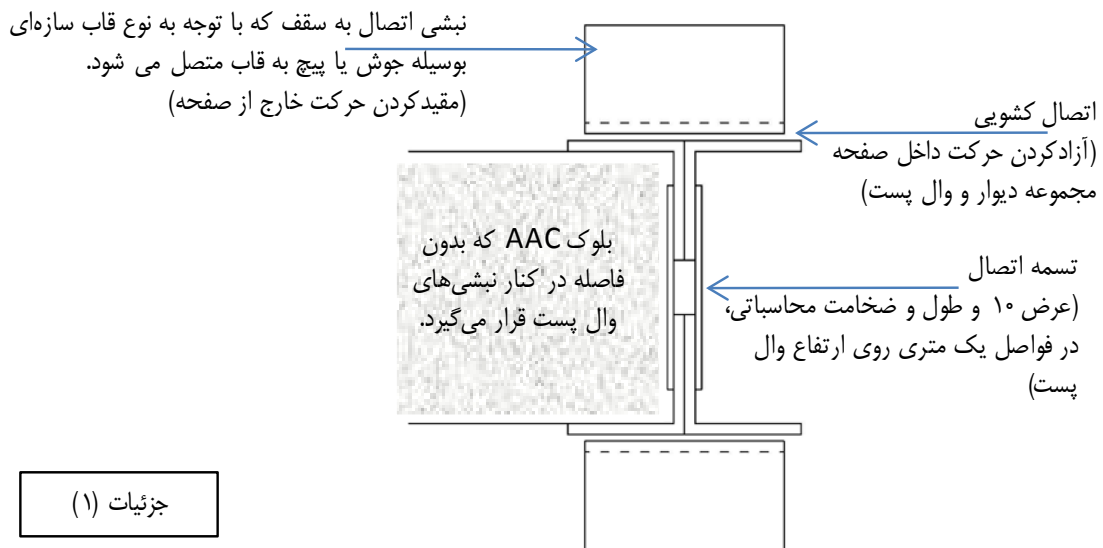 نبشی اتصال به سقف که با توجه به نوع قاب سازه‌ای
بوسیله جوش یا پیچ به قاب متصل می شود.
(مقیدکردن حرکت خارج از صفحه)
اتصال کشویی
(آزادکردن حرکت داخل صفحه
مجموعه دیوار و وال پست)
بلوک AAC که بدون
فاصله در کنار نبشی‌های
وال پست قرار می‌گیرد.
تسمه اتصال
(عرض ۱۰ و طول و ضخامت محاسباتی،
در فواصل یک متری روی ارتفاع وال
پست)
جزئیات (۱)